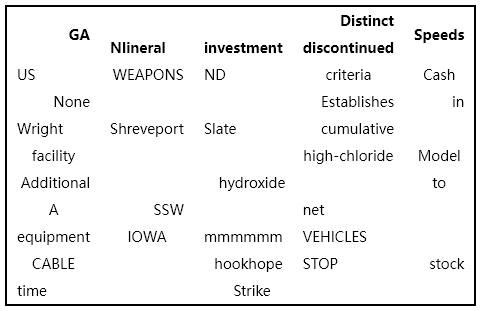 GA Nlineral investment Distinct discontinued Speeds
US WEAPONS ND criteria Cash
None Establishes in
Wright Shreveport Slate cumulative
facility high-chloride Model
Additional hydroxide to
A SSW net
equipment IOWA mmmmmm VEHICLES
CABLE hookhope STOP stock
time Strike